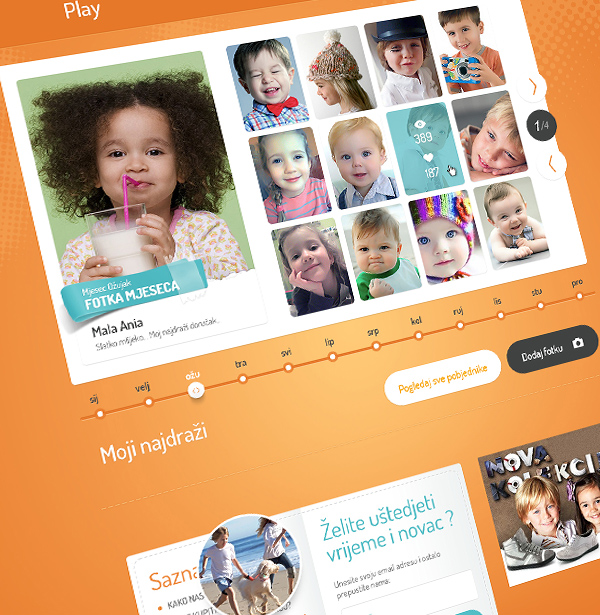 Play
389
187
1/4
Mjesec Ožujak
FOTKA MJESECA
Mala Ania
Slatko mlijeko.. Moj najdraži doručak..
sij
velj
ožu
tra
svi
lip
srp
kol
ruj
lis
stu
pro
Pogledaj sve pobjednike
Dodaj fotku
Moji najdraži
NOVA
KOLEKCI
Želite uštedjeti
vrijeme i novac ?
Unesite svoju email adresu i ostalo
prepustite nama.
Sazna
KAKO NAS